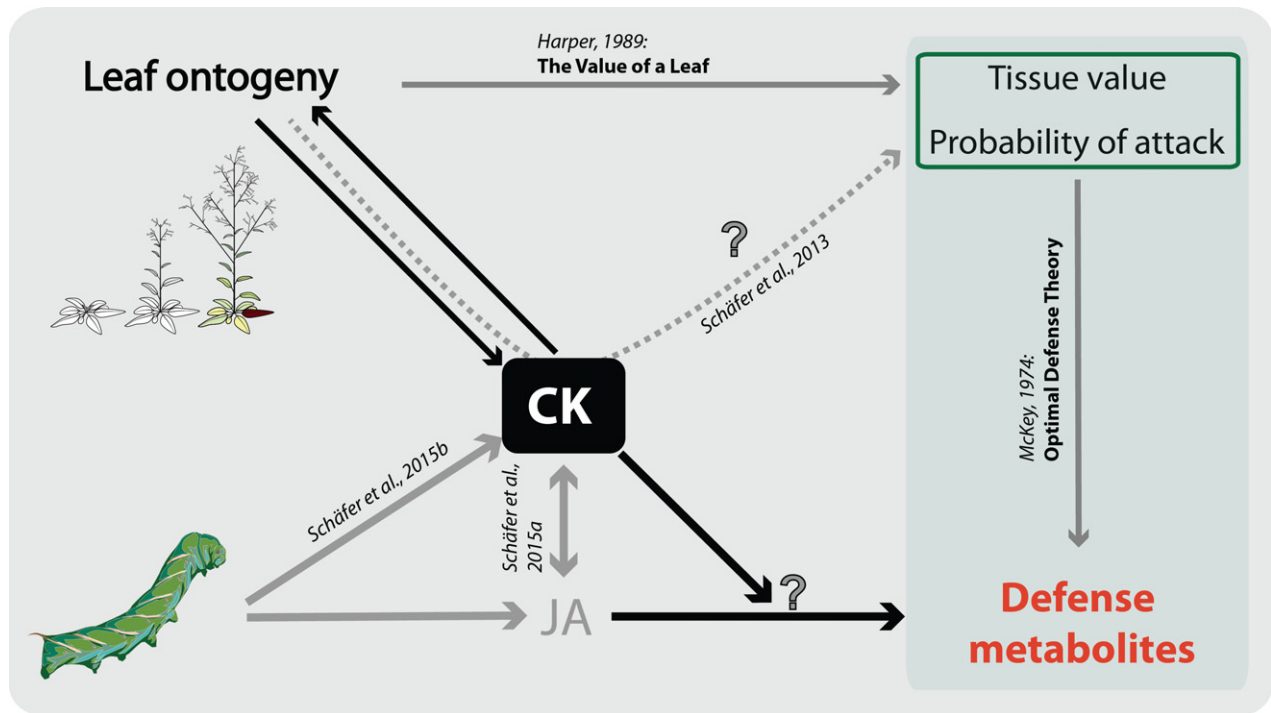 Harper, 1989:
The Value of a Leaf
Leaf ontogeny
Tissue value
Probability of attack
?
Schäfer et al., 2013
McKey, 1974:
Optimal Defense Theory
CK
Schäfer et al., 2015b
Schäfer et al.,
2015a
JA
?
Defense
metabolites